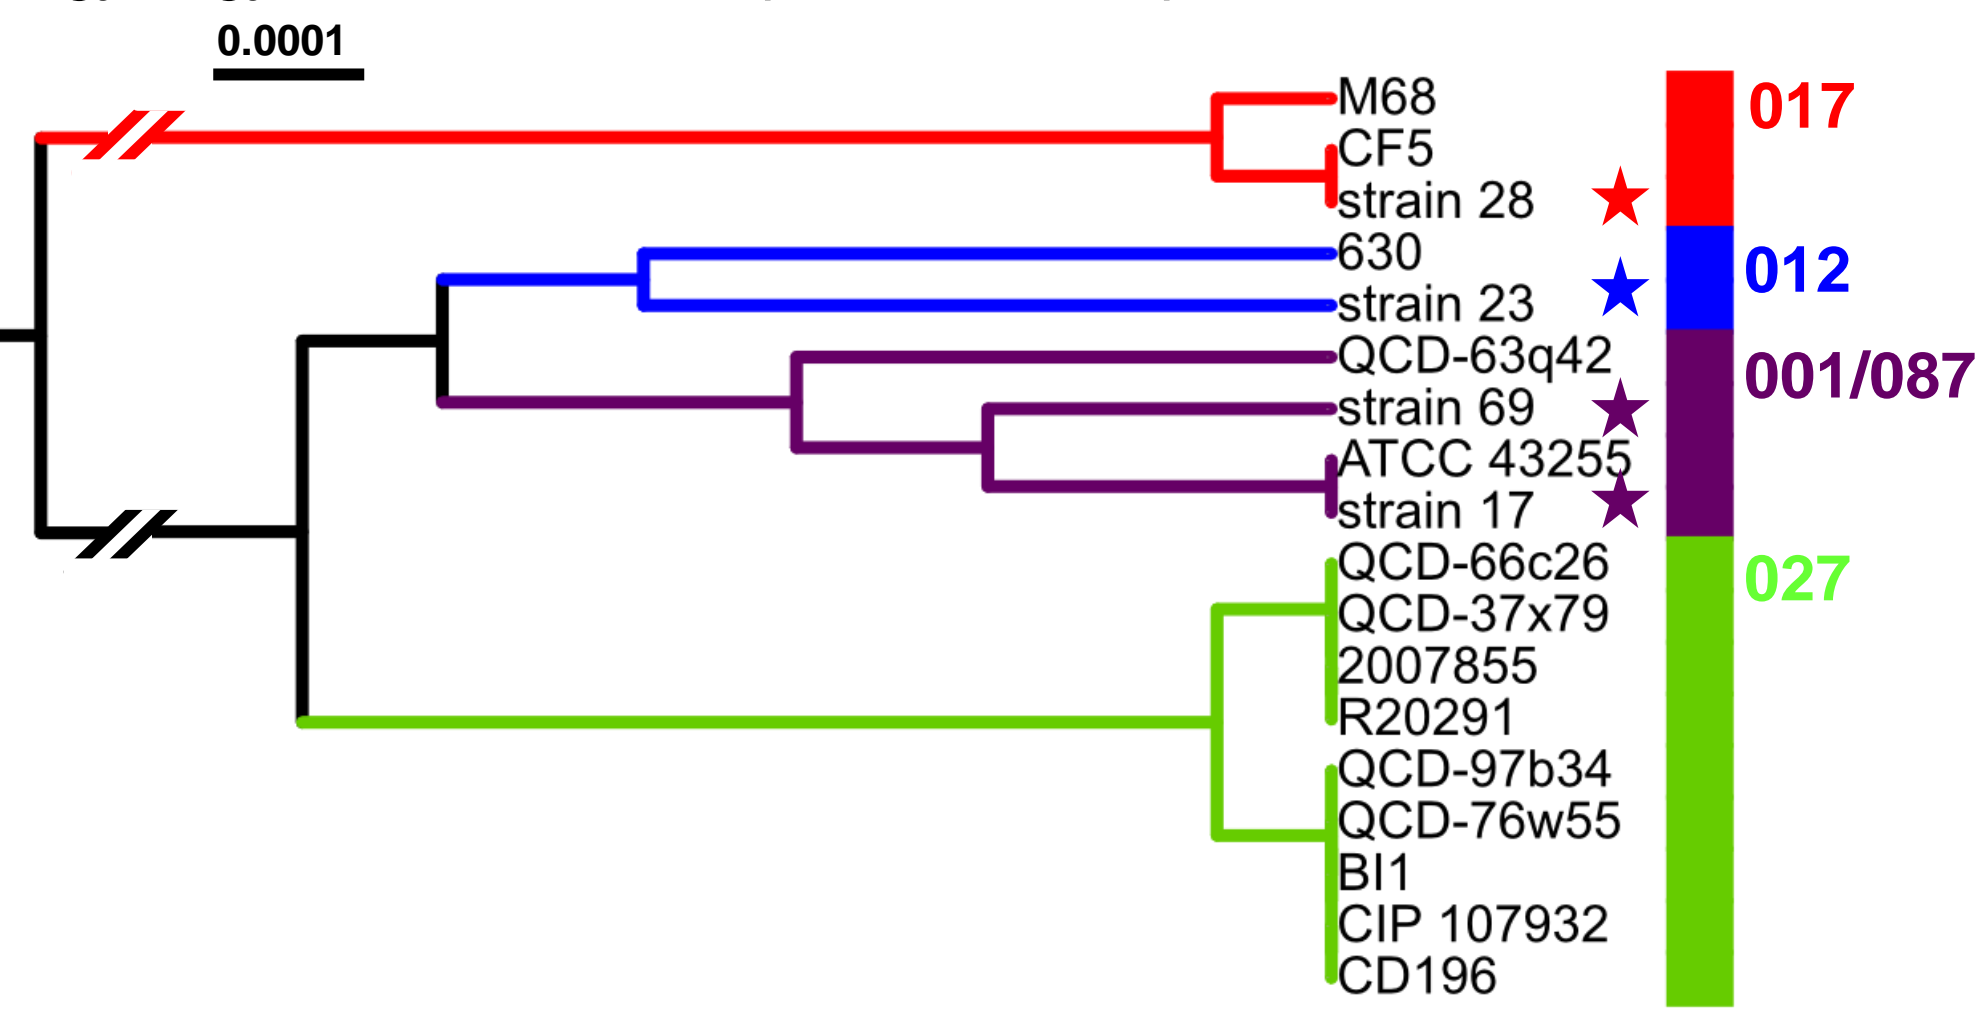 0.0001
M68
017
CF5
strain 28
630
012
strain 23
QCD-63q42
001/087
strain 69
ATCC 43255
strain 17
QCD-66c26
027
QCD-37x79
2007855
R20291
QCD-97b34
QCD-76w55
BI1
CIP 107932
CD196